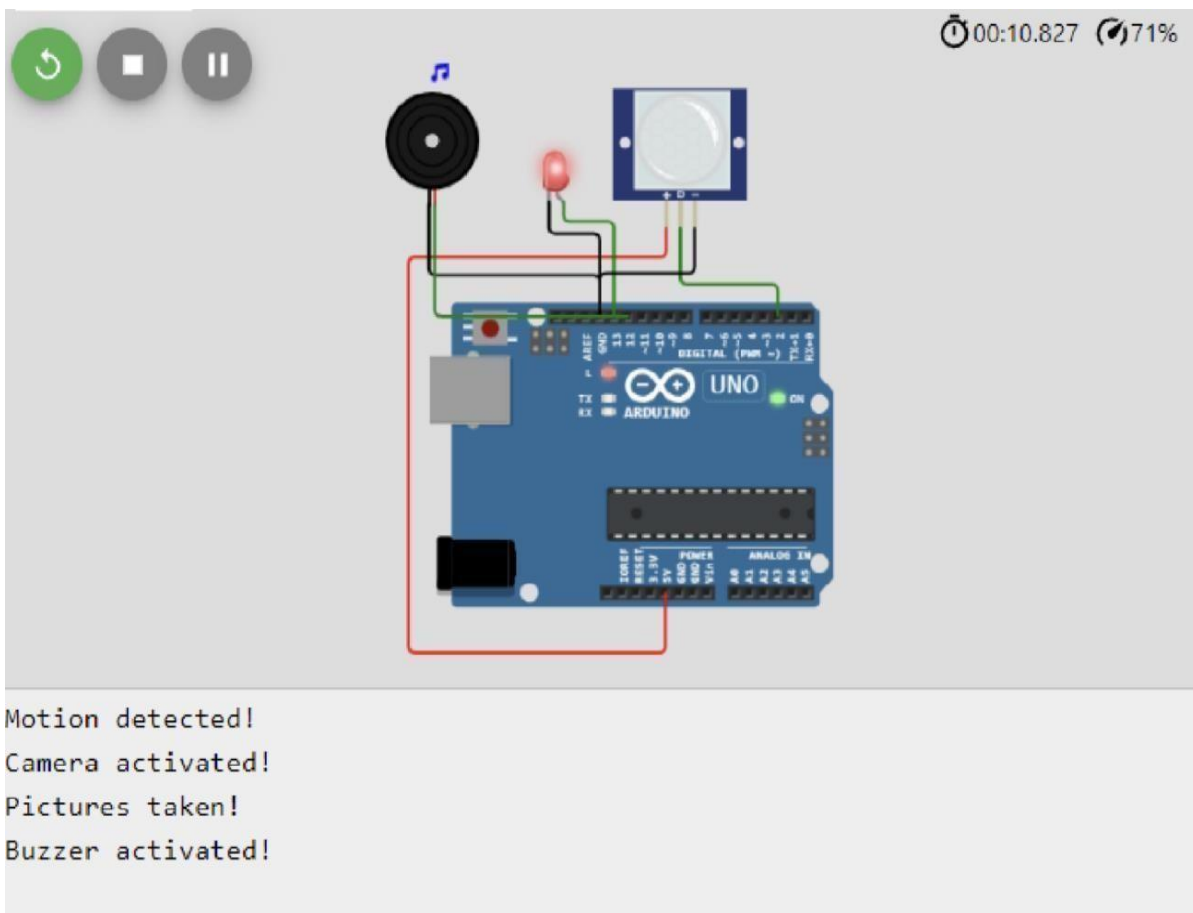 00:10.827 71%
+ D -
AREF
GND
13
12
~11
~10
~9
8
7
~6
~5
4
~3
2
TX→1
RX←0
DIGITAL (PWM ~)
TX
RX
UNO
ON
ARDUINO
IOREF
RESET
3.3V
5V
GND
GND
Vin
POWER
ANALOG IN
A0
A1
A2
A3
A4
A5
Motion detected!
Camera activated!
Pictures taken!
Buzzer activated!